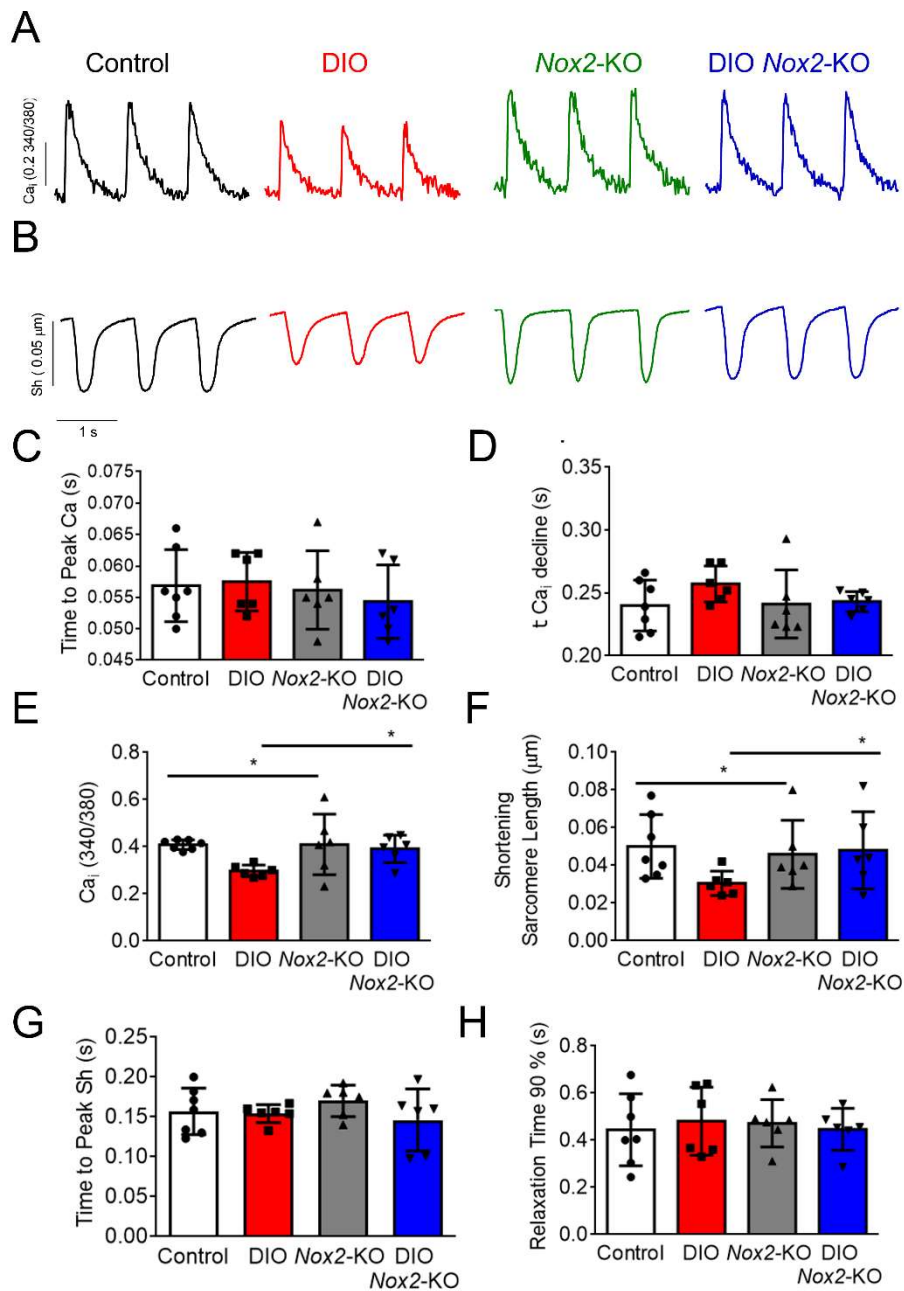 A
Control DIO Nox2-KO DIO Nox2-KO
Cai (0.2 340/380)
B
Sh ( 0.05 µm)
1 s
C
Time to Peak Ca (s)
0.075
0.070
0.065
0.060
0.055
0.050
0.045
Control DIO Nox2-KO DIO
Nox2-KO
D
t Cai decline (s)
0.35
0.30
0.25
0.20
Control DIO Nox2-KO DIO
Nox2-KO
E
Cai (340/380)
0.8
0.6
0.4
0.2
0.0
*
*
Control DIO Nox2-KO DIO
Nox2-KO
F
Shortening
Sarcomere Length (µm)
0.10
0.08
0.06
0.04
0.02
0.00
*
*
Control DIO Nox2-KO DIO
Nox2-KO
G
Time to Peak Sh (s)
0.25
0.20
0.15
0.10
0.05
0.00
Control DIO Nox2-KO DIO
Nox2-KO
H
Relaxation Time 90 % (s)
0.8
0.6
0.4
0.2
0.0
Control DIO Nox2-KO DIO
Nox2-KO